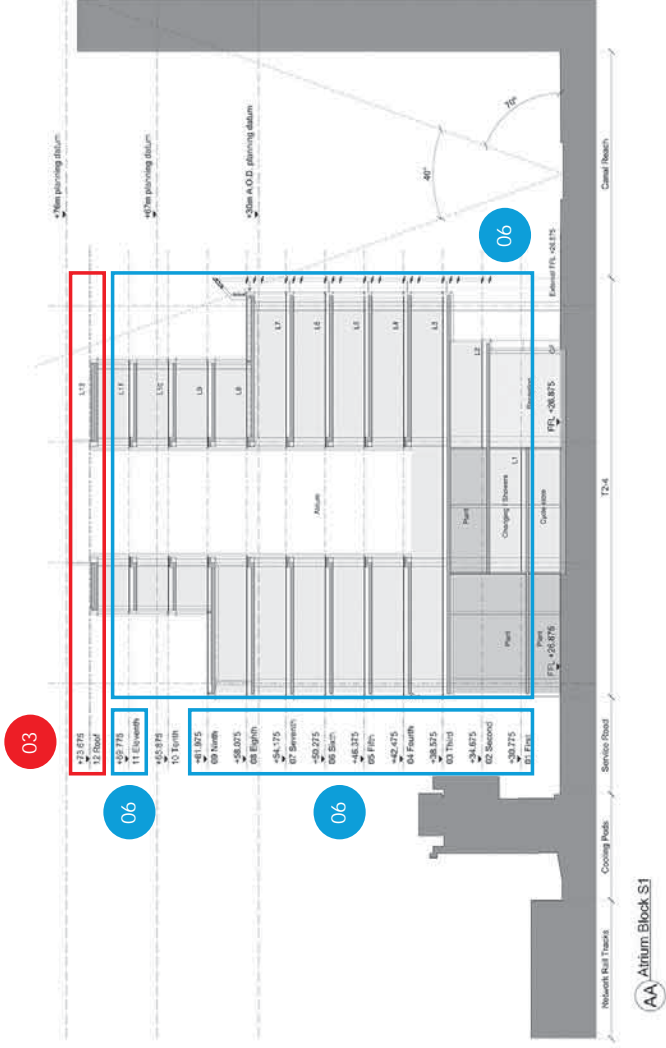 +76m planning datum
+67m planning datum
+30m A.O.D. planning datum
70°
40°
03
+73.675
12 Roof
+69.775
11 Eleventh
+65.875
10 Tenth
+61.975
09 Ninth
+58.075
08 Eighth
+54.175
07 Seventh
+50.275
06 Sixth
+46.375
05 Fifth
+42.475
04 Fourth
+38.575
03 Third
+34.675
02 Second
+30.775
01 First
06
06
06
L12
L11
L10
L9
L8
L7
L6
L5
L4
L3
L2
L1
GF
Atrium
Plant
Plant
Plant
Changing / Showers
Cycle store
Reception
FFL +26.875
FFL +26.875
External FFL +26.575
Network Rail Tracks
Cooling Pods
Service Road
T2-4
Canal Reach
AA Atrium Block S1